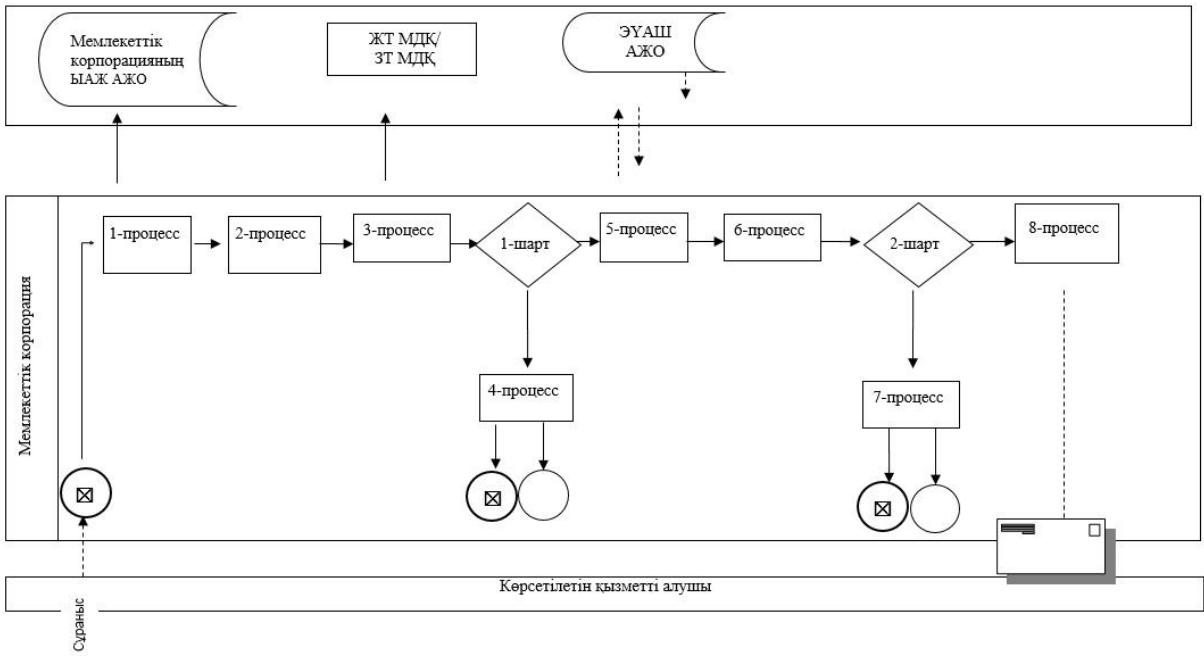 Мемлекеттік
корпорацияның
ЫАЖ АЖО
ЖТ МДҚ/
ЗТ МДҚ
ЭҮАШ
АЖО
Мемлекеттік корпорация
1-процесс
2-процесс
3-процесс
1-шарт
5-процесс
6-процесс
2-шарт
8-процесс
4-процесс
7-процесс
Көрсетілетін қызметті алушы
Сұраныс